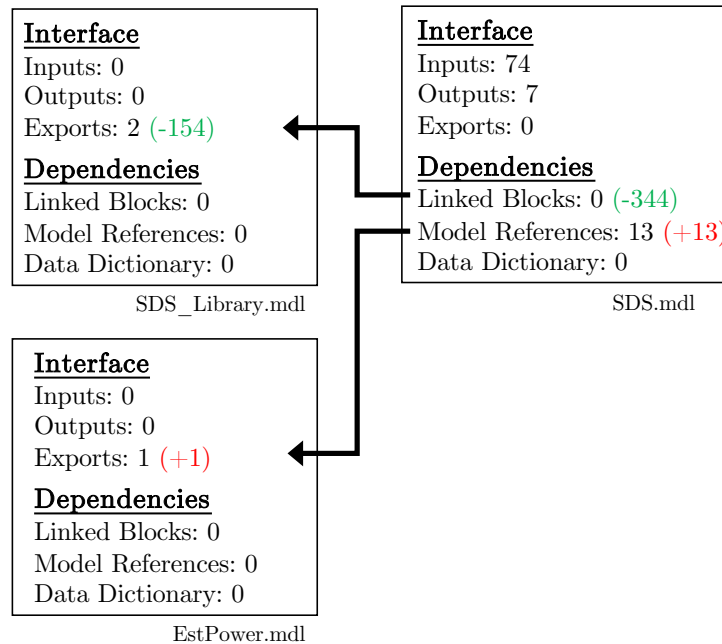 Interface
Inputs: 0
Outputs: 0
Exports: 2 (-154)
Dependencies
Linked Blocks: 0
Model References: 0
Data Dictionary: 0
SDS_Library.mdl
Interface
Inputs: 74
Outputs: 7
Exports: 0
Dependencies
Linked Blocks: 0 (-344)
Model References: 13 (+13)
Data Dictionary: 0
SDS.mdl
Interface
Inputs: 0
Outputs: 0
Exports: 1 (+1)
Dependencies
Linked Blocks: 0
Model References: 0
Data Dictionary: 0
EstPower.mdl